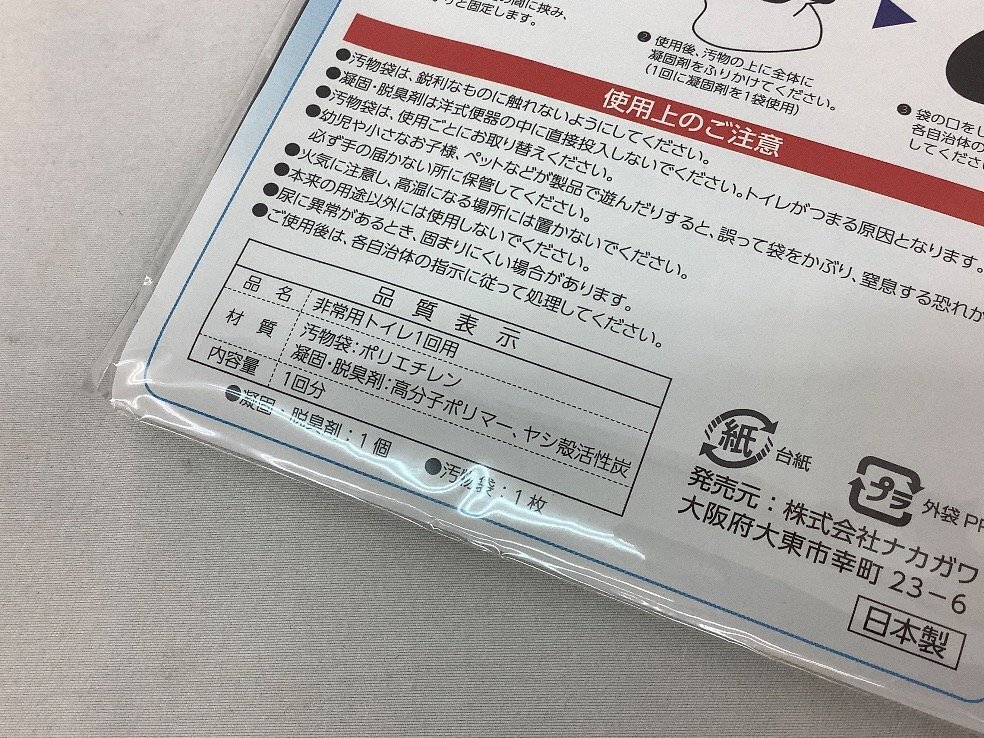 の間に挟み、
と固定します。
❷ 使用後、汚物の上に全体に
凝固剤をふりかけてください。
(1回に凝固剤を1袋使用)
❸ 袋の口をし
各自治体の
してくださ
使用上のご注意
●汚物袋は、鋭利なものに触れないようにしてください。
●凝固・脱臭剤は洋式便器の中に直接投入しないでください。トイレがつまる原因となります。
●汚物袋は、使用ごとにお取り替えください。
●幼児や小さなお子様、ペットなどが製品で遊んだりすると、誤って袋をかぶり、窒息する恐れが
必ず手の届かない所に保管してください。
●火気に注意し、高温になる場所には置かないでください。
●本来の用途以外には使用しないでください。
●尿に異常があるとき、固まりにくい場合があります。
●ご使用後は、各自治体の指示に従って処理してください。
品質表示
品名 非常用トイレ1回用
材質 汚物袋:ポリエチレン
凝固・脱臭剤:高分子ポリマー、ヤシ殻活性炭
内容量 1回分
●凝固・脱臭剤:1個 ●汚物袋:1枚
紙 台紙
プラ 外袋 PP
発売元:株式会社ナカガワ
大阪府大東市幸町 23−6
日本製